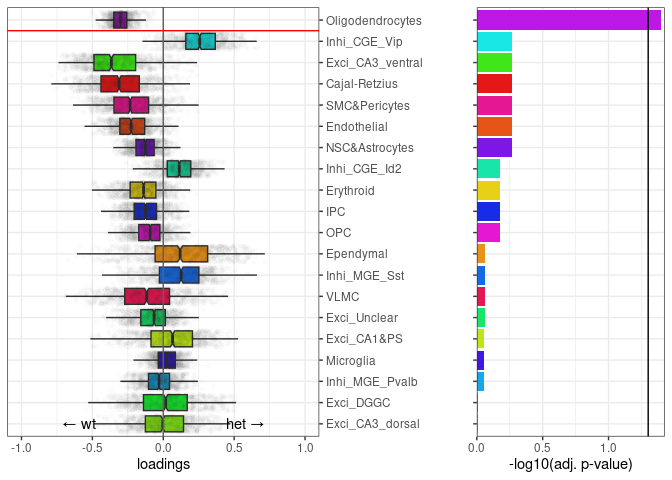 Oligodendrocytes
Inhi_CGE_Vip
Exci_CA3_ventral
Cajal-Retzius
SMC&Pericytes
Endothelial
NSC&Astrocytes
Inhi_CGE_Id2
Erythroid
IPC
OPC
Ependymal
Inhi_MGE_Sst
VLMC
Exci_Unclear
Exci_CA1&PS
Microglia
Inhi_MGE_Pvalb
Exci_DGGC
← wt het → Exci_CA3_dorsal
-1.0 -0.5 0.0 0.5 1.0
loadings
0.0 0.5 1.0
-log10(adj. p-value)